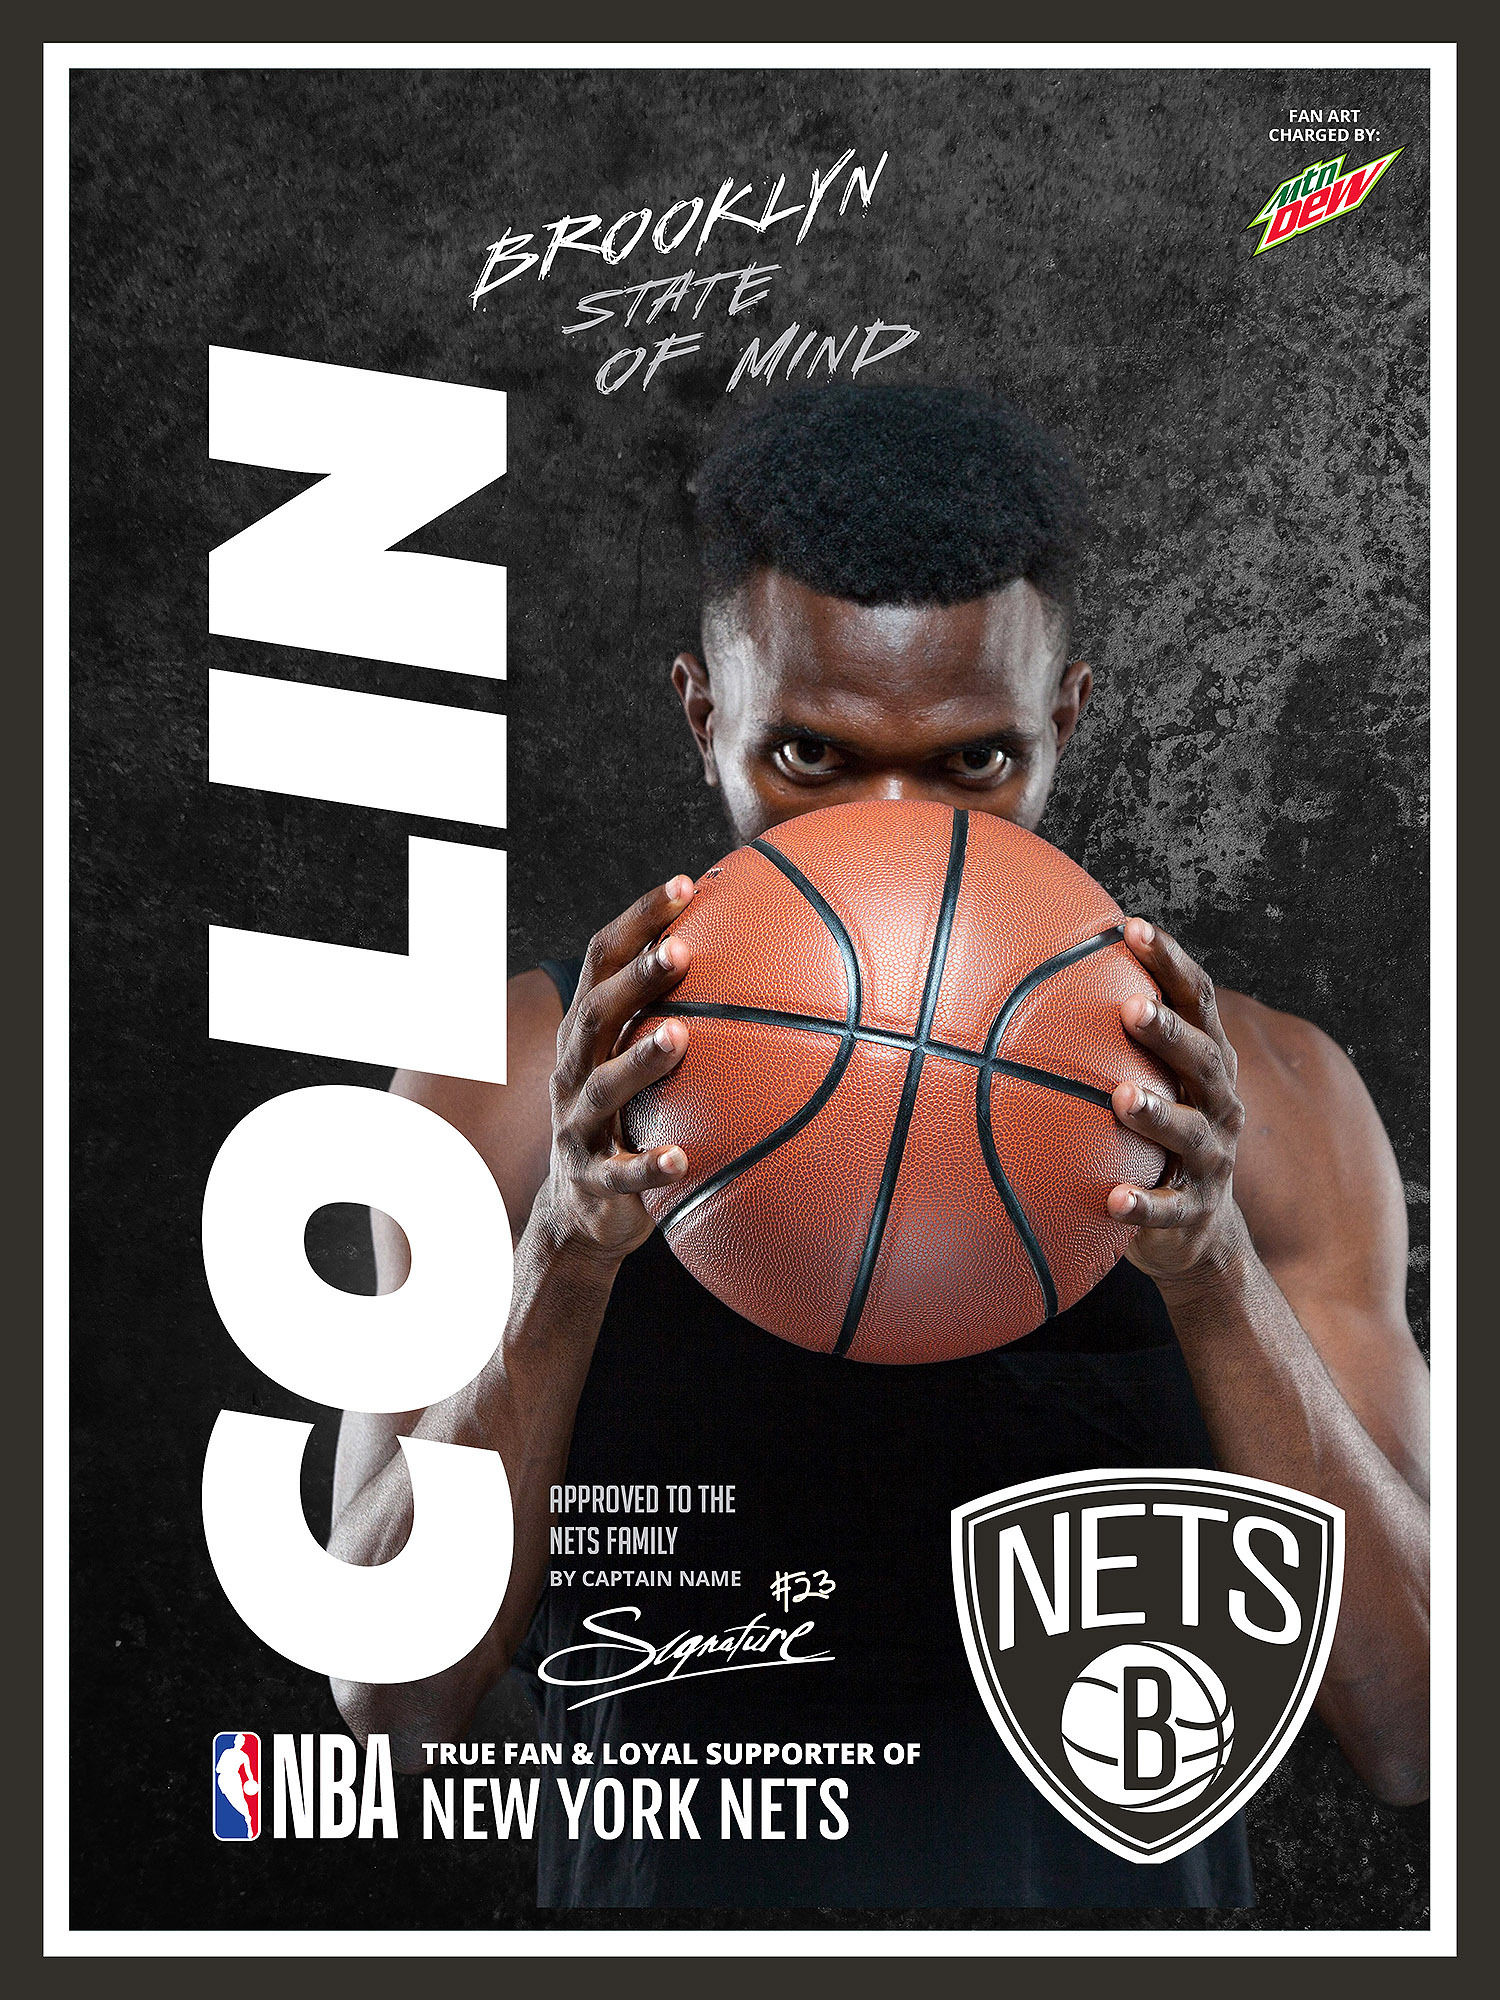 FAN ART
CHARGED BY:
mtn
DEW
BROOKLYN
STATE
OF MIND
COLIN
APPROVED TO THE
NETS FAMILY
BY CAPTAIN NAME
#23
Signature
NETS
B
NBA
TRUE FAN & LOYAL SUPPORTER OF
NEW YORK NETS